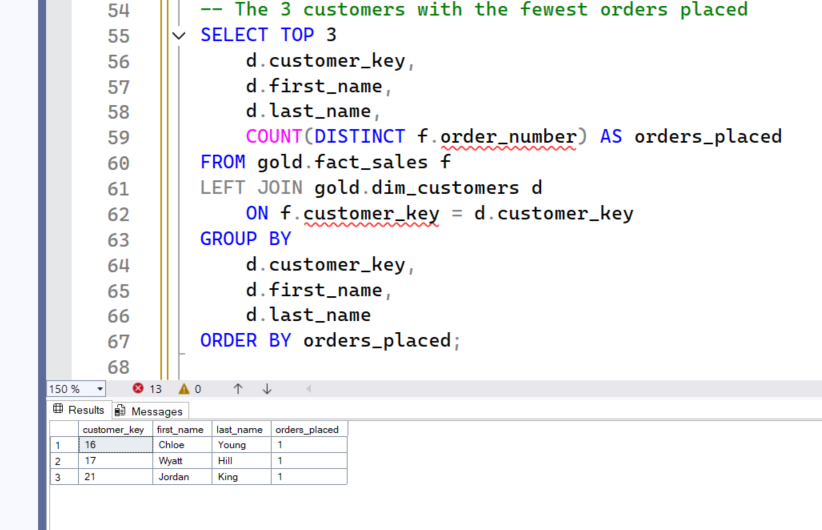 54 -- The 3 customers with the fewest orders placed
55 SELECT TOP 3
56 d.customer_key,
57 d.first_name,
58 d.last_name,
59 COUNT(DISTINCT f.order_number) AS orders_placed
60 FROM gold.fact_sales f
61 LEFT JOIN gold.dim_customers d
62 ON f.customer_key = d.customer_key
63 GROUP BY
64 d.customer_key,
65 d.first_name,
66 d.last_name
67 ORDER BY orders_placed;
68
150 % 13 0
Results Messages
customer_key first_name last_name orders_placed
1 16 Chloe Young 1
2 17 Wyatt Hill 1
3 21 Jordan King 1